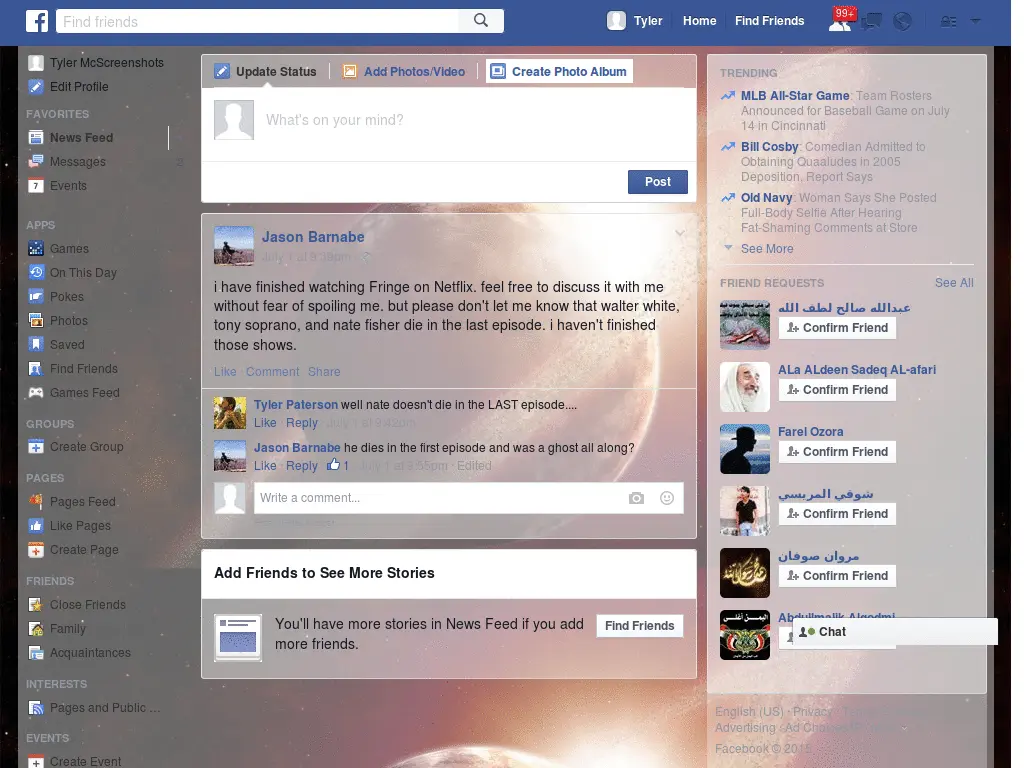 f
Find friends
Tyler
Home
Find Friends
99+
Tyler McScreenshots
Edit Profile
FAVORITES
News Feed
Messages
2
7
Events
APPS
Games
On This Day
Pokes
Photos
Saved
Find Friends
Games Feed
GROUPS
Create Group
PAGES
Pages Feed
Like Pages
Create Page
FRIENDS
Close Friends
Family
Acquaintances
INTERESTS
Pages and Public ...
EVENTS
Create Event
Update Status
Add Photos/Video
Create Photo Album
What's on your mind?
Post
Jason Barnabe
July 1 at 9:39pm ·
i have finished watching Fringe on Netflix. feel free to discuss it with me
without fear of spoiling me. but please don't let me know that walter white,
tony soprano, and nate fisher die in the last episode. i haven't finished
those shows.
Like · Comment Share
Tyler Paterson well nate doesn't die in the LAST episode....
Like · Reply · July 1 at 9:42pm
Jason Barnabe he dies in the first episode and was a ghost all along?
Like · Reply · 1 · July 1 at 9:55pm · Edited
Write a comment...
Add Friends to See More Stories
You'll have more stories in News Feed if you add
more friends.
Find Friends
TRENDING
MLB All-Star Game: Team Rosters
Announced for Baseball Game on July
14 in Cincinnati
Bill Cosby: Comedian Admitted to
Obtaining Quaaludes in 2005
Deposition, Report Says
Old Navy: Woman Says She Posted
Full-Body Selfie After Hearing
Fat-Shaming Comments at Store
See More
FRIEND REQUESTS
See All
عبدالله صالح لطف الله
Confirm Friend
ALa ALdeen Sadeq AL-afari
Confirm Friend
Farel Ozora
Confirm Friend
شوقي المريسي
Confirm Friend
مروان صوفان
Confirm Friend
Abdullmalik Alqodmi
Chat
English (US) · Privacy ·
Advertising · Ad
Facebook © 2015